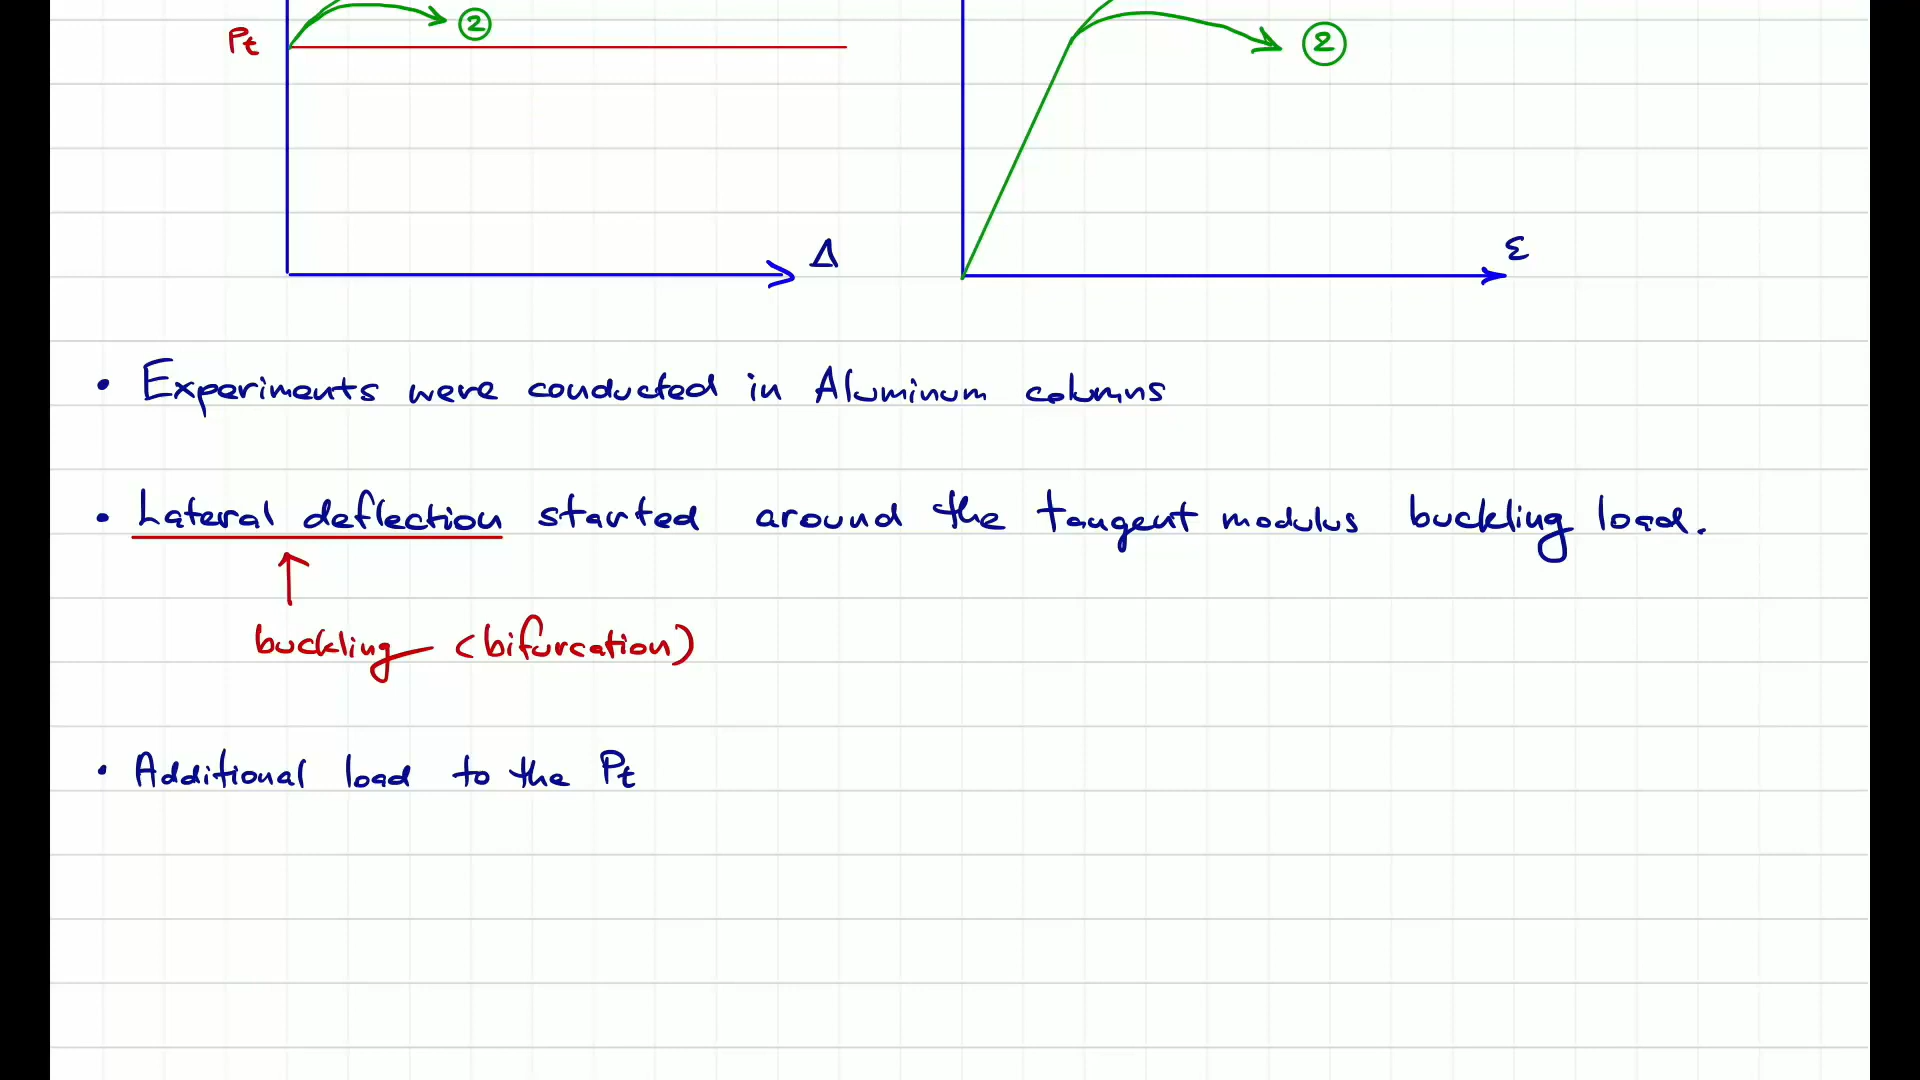 ②
②
Pt
Δ
ε
• Experiments were conducted in Aluminum columns
• Lateral deflection started around the tangent modulus buckling load.
buckling (bifurcation)
• Additional load to the Pt